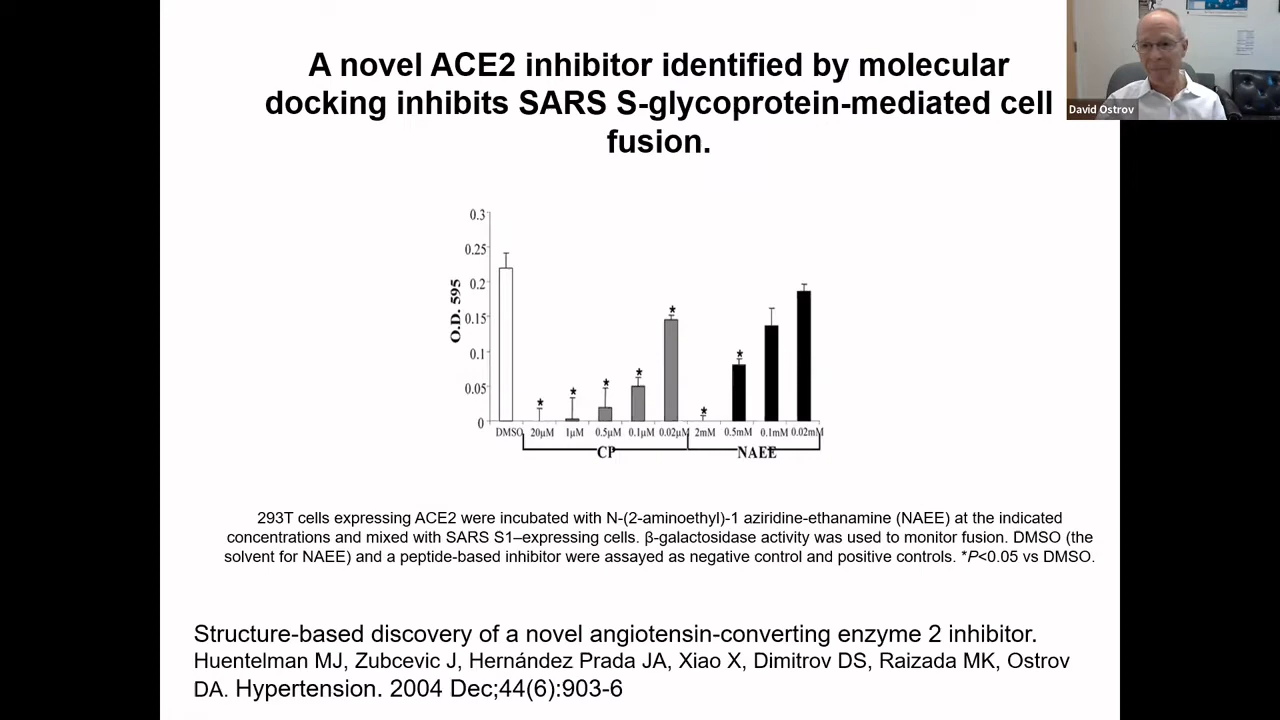 A novel ACE2 inhibitor identified by molecular
docking inhibits SARS S-glycoprotein-mediated cell
fusion.
David Ostrov
O.D. 595
0.3
0.25
0.2
0.15
0.1
0.05
0
* * * * * * *
DMSO 20µM 1µM 0.5µM 0.1µM 0.02µM 2mM 0.5mM 0.1mM 0.02mM
CP NAEE
293T cells expressing ACE2 were incubated with N-(2-aminoethyl)-1 aziridine-ethanamine (NAEE) at the indicated
concentrations and mixed with SARS S1–expressing cells. β-galactosidase activity was used to monitor fusion. DMSO (the
solvent for NAEE) and a peptide-based inhibitor were assayed as negative control and positive controls. *P<0.05 vs DMSO.
Structure-based discovery of a novel angiotensin-converting enzyme 2 inhibitor.
Huentelman MJ, Zubcevic J, Hernández Prada JA, Xiao X, Dimitrov DS, Raizada MK, Ostrov
DA. Hypertension. 2004 Dec;44(6):903-6